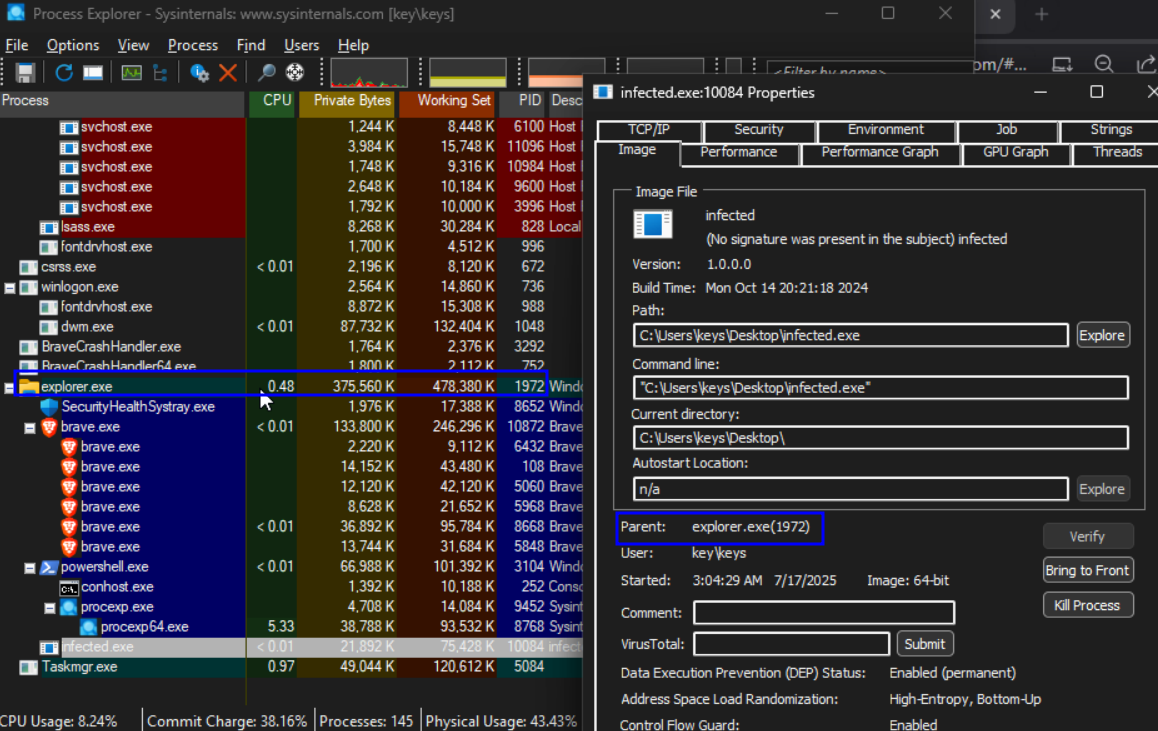 Process Explorer - Sysinternals: www.sysinternals.com [key\keys]
File Options View Process Find Users Help
<Filter by name>
om/#...
Process CPU Private Bytes Working Set PID Desc
svchost.exe 1,244 K 8,448 K 6100 Host
svchost.exe 3,984 K 15,748 K 11096 Host
svchost.exe 1,748 K 9,316 K 10984 Host
svchost.exe 2,648 K 10,184 K 9600 Host
svchost.exe 1,792 K 10,000 K 3996 Host
lsass.exe 8,268 K 30,284 K 828 Local
fontdrvhost.exe 1,700 K 4,512 K 996
csrss.exe < 0.01 2,196 K 8,120 K 672
winlogon.exe 2,564 K 14,860 K 736
fontdrvhost.exe 8,872 K 15,308 K 988
dwm.exe < 0.01 87,732 K 132,404 K 1048
BraveCrashHandler.exe 1,764 K 2,376 K 3292
BraveCrashHandler64.exe 1,800 K 2,112 K 752
explorer.exe 0.48 375,560 K 478,380 K 1972 Windo
SecurityHealthSystray.exe 1,976 K 17,388 K 8652 Windo
brave.exe < 0.01 133,800 K 246,296 K 10872 Brave
brave.exe 2,220 K 9,112 K 6432 Brave
brave.exe 14,152 K 43,480 K 108 Brave
brave.exe 12,120 K 42,120 K 5060 Brave
brave.exe 8,628 K 21,652 K 5968 Brave
brave.exe < 0.01 36,892 K 95,784 K 8668 Brave
brave.exe 13,744 K 31,684 K 5848 Brave
powershell.exe < 0.01 66,988 K 101,392 K 3104 Windo
conhost.exe 1,392 K 10,188 K 252 Conso
procexp.exe 4,708 K 14,084 K 9452 Sysint
procexp64.exe 5.33 38,788 K 93,532 K 8768 Sysint
infected.exe < 0.01 21,892 K 75,428 K 10084 infect
Taskmgr.exe 0.97 49,044 K 120,612 K 5084
CPU Usage: 8.24% Commit Charge: 38.16% Processes: 145 Physical Usage: 43.43%
infected.exe:10084 Properties
TCP/IP Security Environment Job Strings
Image Performance Performance Graph GPU Graph Threads
Image File
infected
(No signature was present in the subject) infected
Version: 1.0.0.0
Build Time: Mon Oct 14 20:21:18 2024
Path:
C:\Users\keys\Desktop\infected.exe Explore
Command line:
"C:\Users\keys\Desktop\infected.exe"
Current directory:
C:\Users\keys\Desktop\
Autostart Location:
n/a Explore
Parent: explorer.exe(1972)
Verify
User: key\keys
Bring to Front
Started: 3:04:29 AM 7/17/2025 Image: 64-bit
Kill Process
Comment:
VirusTotal: Submit
Data Execution Prevention (DEP) Status: Enabled (permanent)
Address Space Load Randomization: High-Entropy, Bottom-Up
Control Flow Guard: Enabled